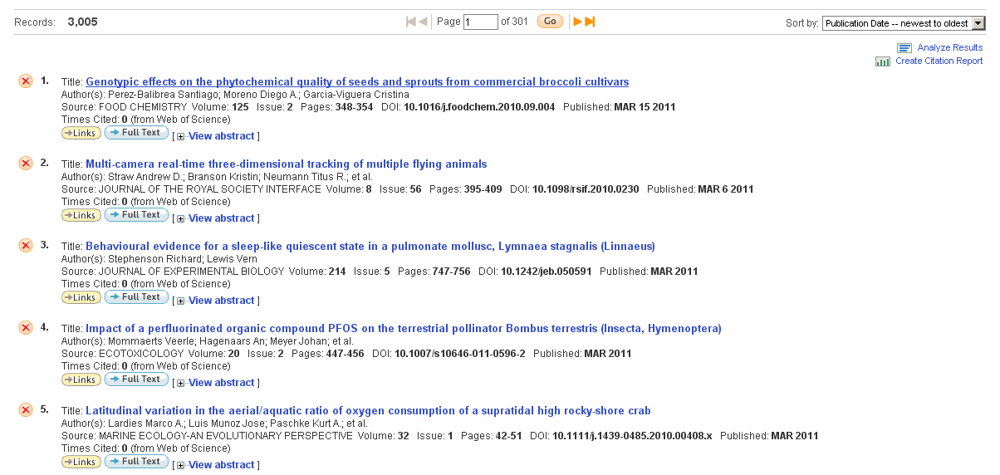 Records: 3,005 Page 1 of 301 Go Sort by: Publication Date -- newest to oldest
Analyze Results
Create Citation Report
1. Title: Genotypic effects on the phytochemical quality of seeds and sprouts from commercial broccoli cultivars
Author(s): Perez-Balibrea Santiago; Moreno Diego A.; Garcia-Viguera Cristina
Source: FOOD CHEMISTRY Volume: 125 Issue: 2 Pages: 348-354 DOI: 10.1016/j.foodchem.2010.09.004 Published: MAR 15 2011
Times Cited: 0 (from Web of Science)
Links Full Text [ View abstract ]
2. Title: Multi-camera real-time three-dimensional tracking of multiple flying animals
Author(s): Straw Andrew D.; Branson Kristin; Neumann Titus R.; et al.
Source: JOURNAL OF THE ROYAL SOCIETY INTERFACE Volume: 8 Issue: 56 Pages: 395-409 DOI: 10.1098/rsif.2010.0230 Published: MAR 6 2011
Times Cited: 0 (from Web of Science)
Links Full Text [ View abstract ]
3. Title: Behavioural evidence for a sleep-like quiescent state in a pulmonate mollusc, Lymnaea stagnalis (Linnaeus)
Author(s): Stephenson Richard; Lewis Vern
Source: JOURNAL OF EXPERIMENTAL BIOLOGY Volume: 214 Issue: 5 Pages: 747-756 DOI: 10.1242/jeb.050591 Published: MAR 2011
Times Cited: 0 (from Web of Science)
Links Full Text [ View abstract ]
4. Title: Impact of a perfluorinated organic compound PFOS on the terrestrial pollinator Bombus terrestris (Insecta, Hymenoptera)
Author(s): Mommaerts Veerle; Hagenaars An; Meyer Johan; et al.
Source: ECOTOXICOLOGY Volume: 20 Issue: 2 Pages: 447-456 DOI: 10.1007/s10646-011-0596-2 Published: MAR 2011
Times Cited: 0 (from Web of Science)
Links Full Text [ View abstract ]
5. Title: Latitudinal variation in the aerial/aquatic ratio of oxygen consumption of a supratidal high rocky-shore crab
Author(s): Lardies Marco A.; Luis Munoz Jose; Paschke Kurt A.; et al.
Source: MARINE ECOLOGY-AN EVOLUTIONARY PERSPECTIVE Volume: 32 Issue: 1 Pages: 42-51 DOI: 10.1111/j.1439-0485.2010.00408.x Published: MAR 2011
Times Cited: 0 (from Web of Science)
Links Full Text [ View abstract ]